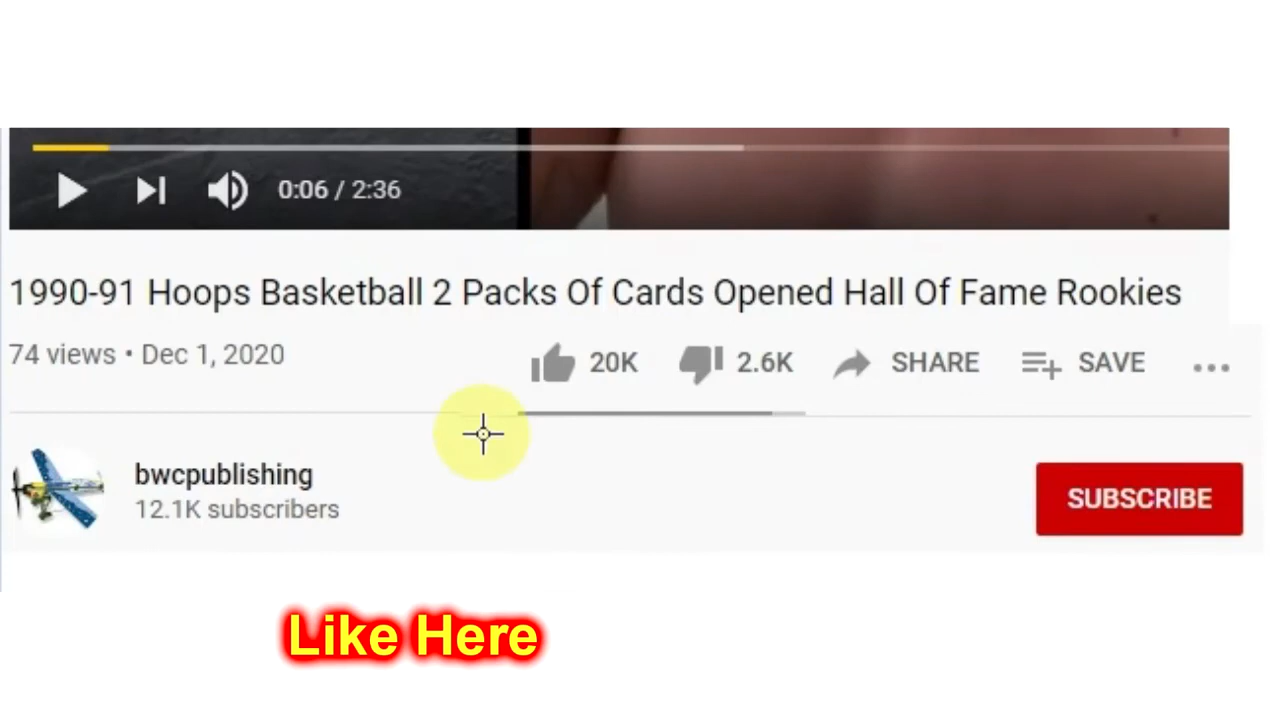 0:06 / 2:36
1990-91 Hoops Basketball 2 Packs Of Cards Opened Hall Of Fame Rookies
74 views • Dec 1, 2020
20K 2.6K SHARE SAVE
bwcpublishing
12.1K subscribers
SUBSCRIBE
Like Here